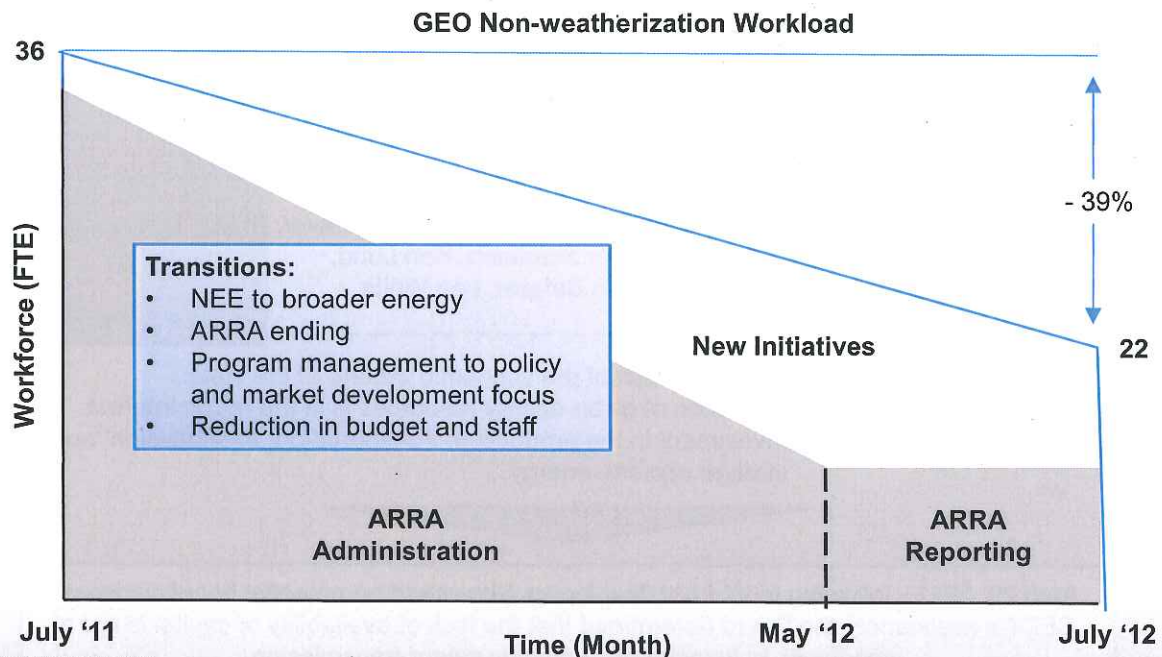 GEO Non-weatherization Workload
36
- 39%
Workforce (FTE)
Transitions:
• NEE to broader energy
• ARRA ending
• Program management to policy
and market development focus
• Reduction in budget and staff
New Initiatives
22
ARRA
Administration
ARRA
Reporting
July ‘11
Time (Month)
May ‘12
July ‘12